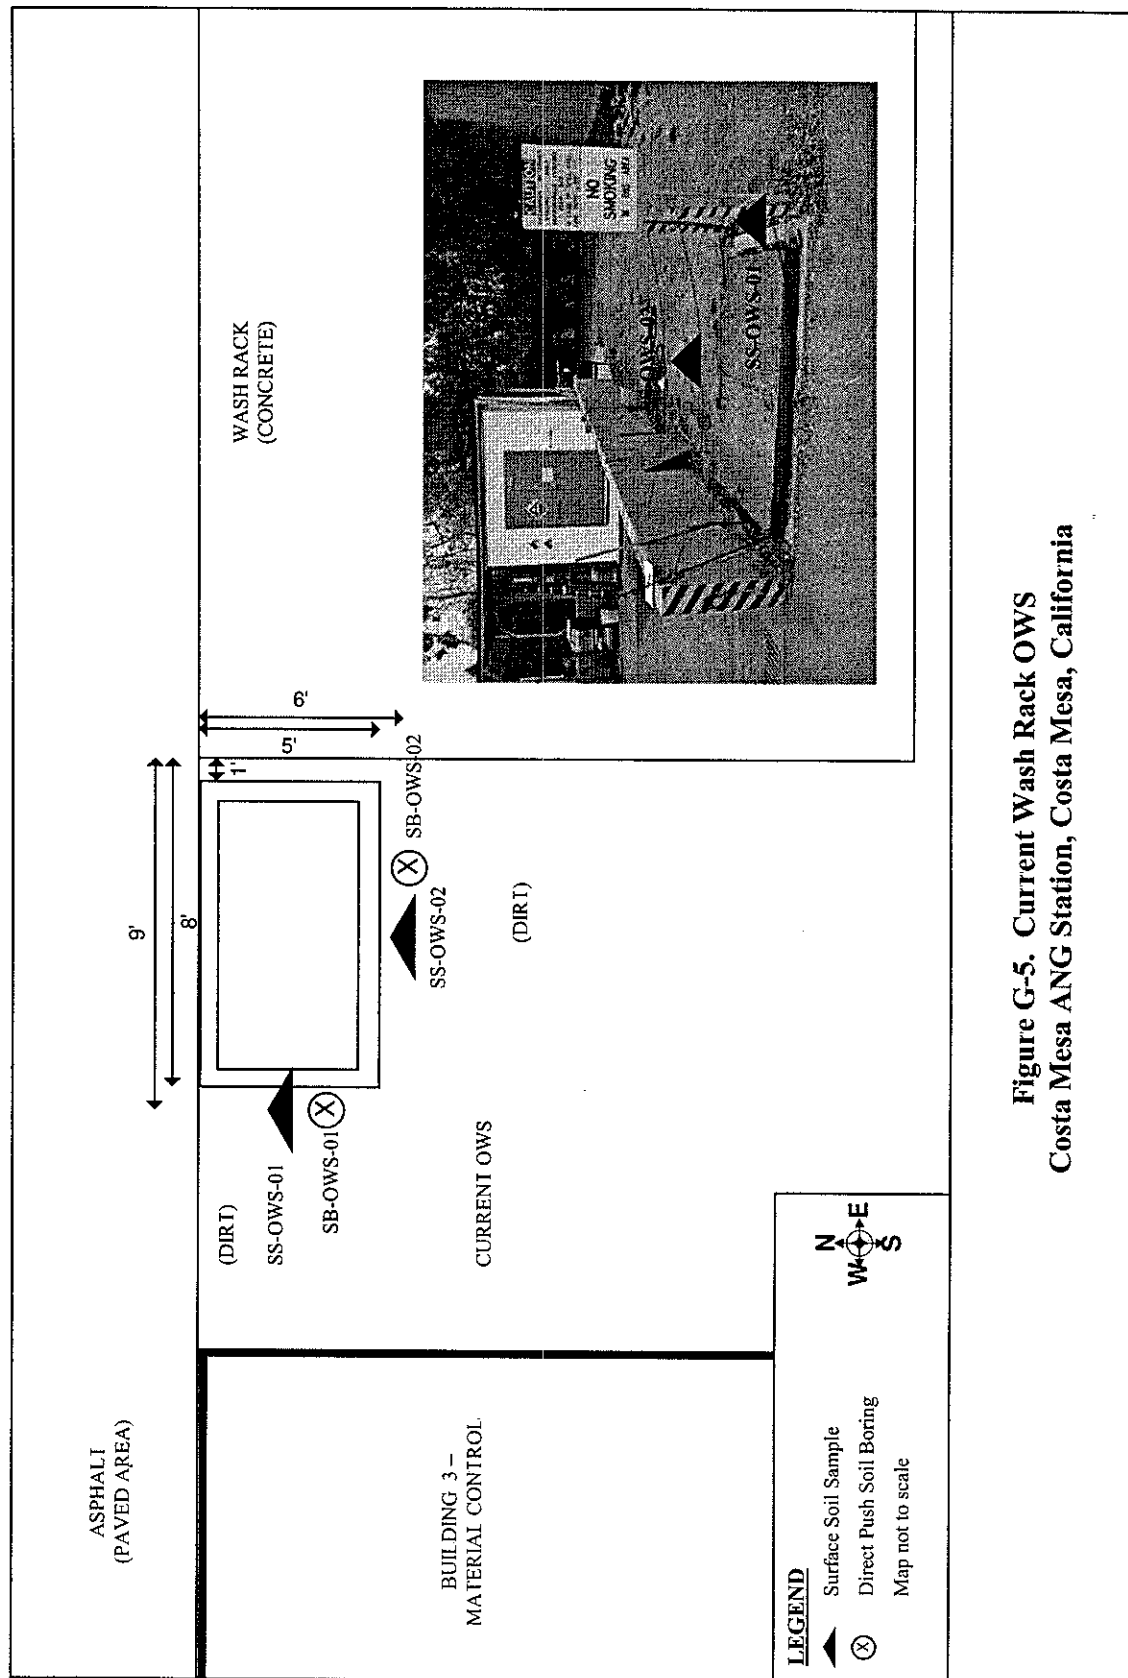 ASPHALT
(PAVED AREA)
WASH RACK
(CONCRETE)
9'
8'
1'
5'
6'
(DIRT)
SS-OWS-01
SB-OWS-01
X
SB-OWS-02
X
SS-OWS-02
(DIRT)
CURRENT OWS
BUILDING 3 –
MATERIAL CONTROL
CAUTION
NO
SMOKING
OWS-02
SS-OWS-01
LEGEND
Surface Soil Sample
X
Direct Push Soil Boring
Map not to scale
N
W
E
S
Figure G-5. Current Wash Rack OWS
Costa Mesa ANG Station, Costa Mesa, California